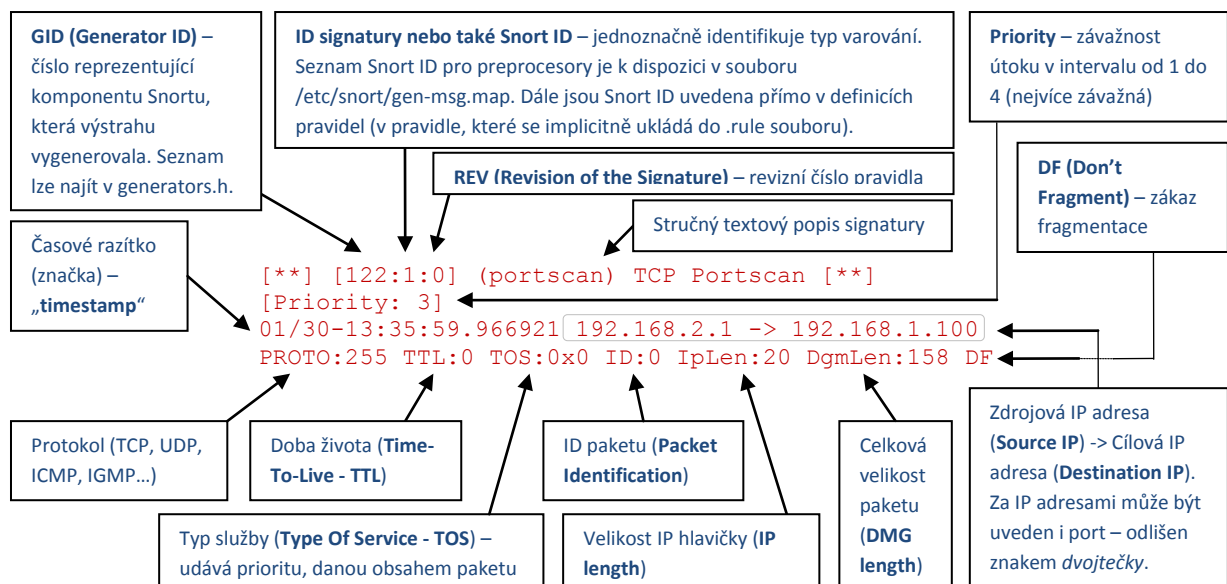 GID (Generator ID) –
číslo reprezentující
komponentu Snortu,
která výstrahu
vygenerovala. Seznam
lze najít v generators.h.
ID signatury nebo také Snort ID – jednoznačně identifikuje typ varování.
Seznam Snort ID pro preprocesory je k dispozici v souboru
/etc/snort/gen-msg.map. Dále jsou Snort ID uvedena přímo v definicích
pravidel (v pravidle, které se implicitně ukládá do .rule souboru).
Priority – závažnost
útoku v intervalu od 1 do
4 (nejvíce závažná)
REV (Revision of the Signature) – revizní číslo pravidla
DF (Don’t
Fragment) – zákaz
fragmentace
Stručný textový popis signatury
Časové razítko
(značka) –
„timestamp“
[**] [122:1:0] (portscan) TCP Portscan [**]
[Priority: 3]
01/30-13:35:59.966921 192.168.2.1 -> 192.168.1.100
PROTO:255 TTL:0 TOS:0x0 ID:0 IpLen:20 DgmLen:158 DF
Protokol (TCP, UDP,
ICMP, IGMP…)
Doba života (Time-
To-Live - TTL)
ID paketu (Packet
Identification)
Celková
velikost
paketu
(DMG
length)
Zdrojová IP adresa
(Source IP) -> Cílová IP
adresa (Destination IP).
Za IP adresami může být
uveden i port – odlišen
znakem dvojtečky.
Typ služby (Type Of Service - TOS) –
udává prioritu, danou obsahem paketu
Velikost IP hlavičky (IP
length)